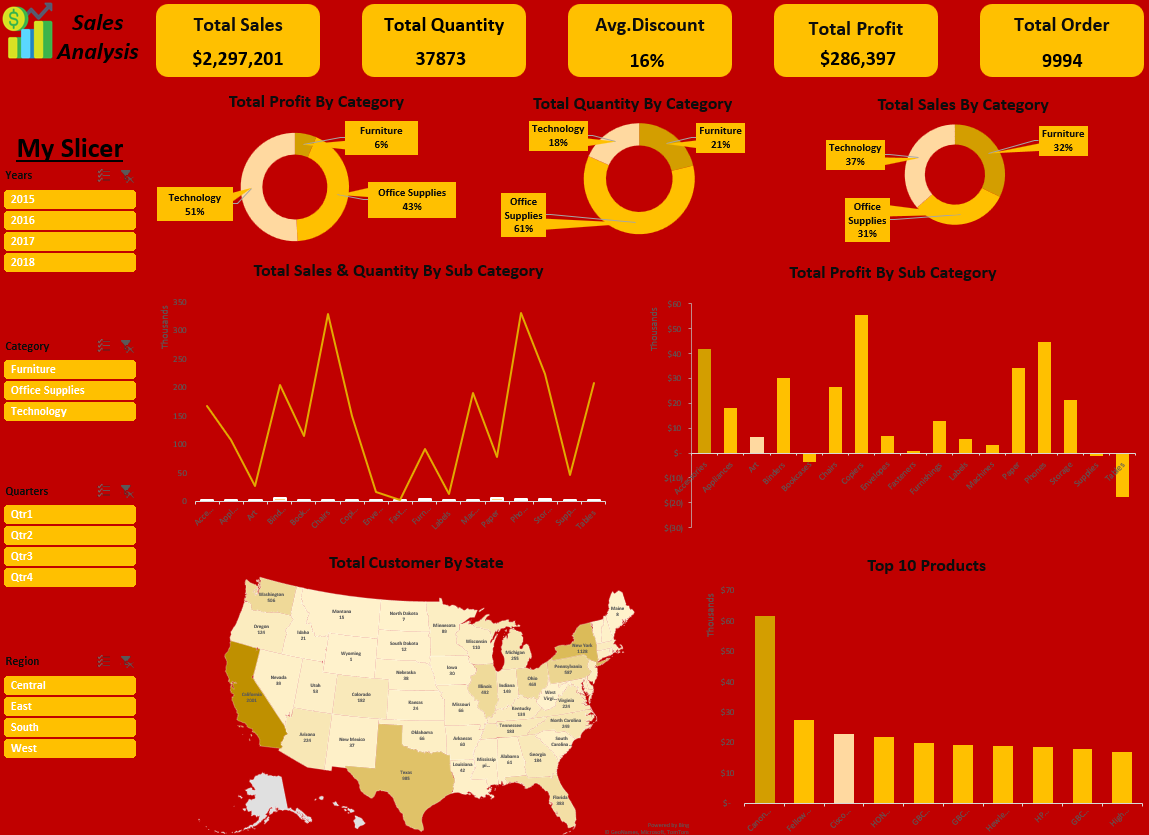 Sales
Analysis
Total Sales
$2,297,201
Total Quantity
37873
Avg.Discount
16%
Total Profit
$286,397
Total Order
9994
My Slicer
Years
2015
2016
2017
2018
Category
Furniture
Office Supplies
Technology
Quarters
Qtr1
Qtr2
Qtr3
Qtr4
Region
Central
East
South
West
Total Profit By Category
Furniture
6%
Office Supplies
43%
Technology
51%
Total Quantity By Category
Technology
18%
Furniture
21%
Office
Supplies
61%
Total Sales By Category
Technology
37%
Furniture
32%
Office
Supplies
31%
Total Sales & Quantity By Sub Category
Thousands
350
300
250
200
150
100
50
0
Acce...
Appl...
Art
Bind...
Book...
Chairs
Copi...
Enve...
Fast...
Furn...
Labels
Mac...
Paper
Pho...
Stor...
Supp...
Tables
Total Profit By Sub Category
Thousands
$60
$50
$40
$30
$20
$10
$-
$(10)
$(20)
$(30)
Accessories
Appliances
Art
Binders
Bookcases
Chairs
Copiers
Envelopes
Fasteners
Furnishings
Labels
Machines
Paper
Phones
Storage
Supplies
Tables
Total Customer By State
Washington
506
Montana
15
North Dakota
7
Minnesota
89
Maine
8
Oregon
124
Idaho
21
South Dakota
12
Wisconsin
110
Michigan
255
New York
1128
Wyoming
1
Nebraska
38
Iowa
30
Pennsylvania
587
Nevada
39
Utah
53
Colorado
182
Kansas
24
Missouri
66
Illinois
492
Indiana
149
Ohio
469
West
Virgi...
Virginia
224
California
Kentucky
139
Arizona
224
New Mexico
37
Oklahoma
66
Arkansas
60
Tennessee
183
North Carolina
249
South
Carolina...
Texas
985
Louisiana
42
Mississip
pi...
Alabama
61
Georgia
184
Florida
383
Powered by Bing
© GeoNames, Microsoft, TomTom
Top 10 Products
Thousands
$70
$60
$50
$40
$30
$20
$10
$-
Canon...
Fellow...
Cisco...
HON...
GBC...
GBC...
HP...
GBC...
High...